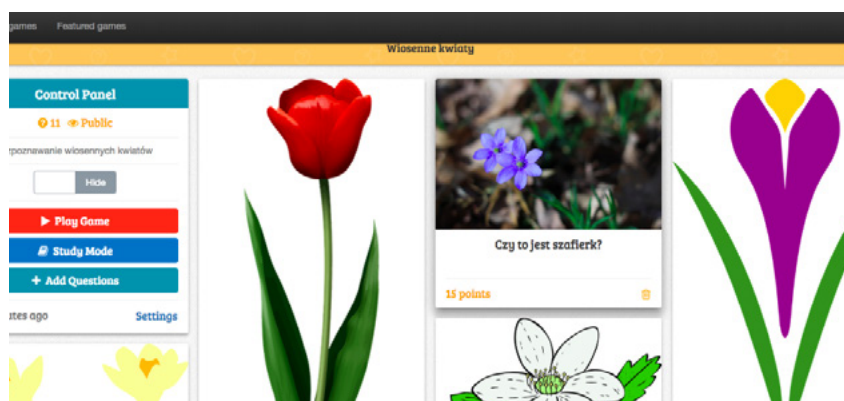 games Featured games
Wiosenne kwiaty
Control Panel
11 Public
zpoznawanie wiosennych kwiatów
Hide
Play Game
Study Mode
+ Add Questions
utes ago Settings
Czy to jest szafierk?
15 points